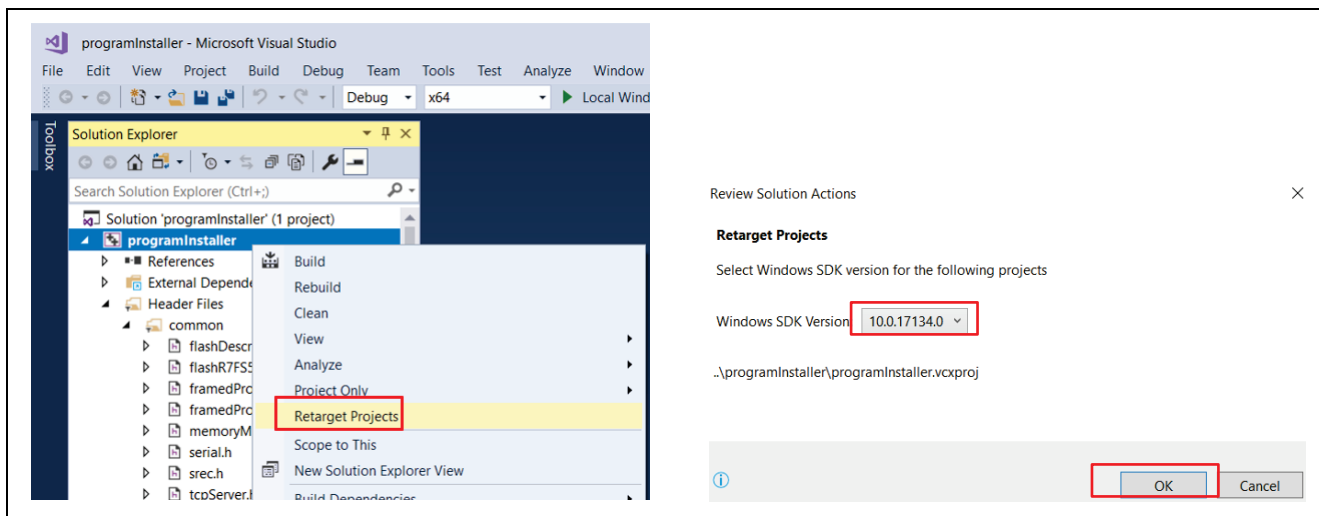 programInstaller - Microsoft Visual Studio
File Edit View Project Build Debug Team Tools Test Analyze Window
Debug x64 Local Wind
Toolbox
Solution Explorer
Search Solution Explorer (Ctrl+;)
Solution 'programInstaller' (1 project)
programInstaller
References
External Depende
Header Files
common
flashDescr
flashR7FS5
framedPro
framedPro
memoryM
serial.h
srec.h
tcpServer.h
Build
Rebuild
Clean
View
Analyze
Project Only
Retarget Projects
Scope to This
New Solution Explorer View
Build Dependencies
Review Solution Actions
Retarget Projects
Select Windows SDK version for the following projects
Windows SDK Version 10.0.17134.0
..\programInstaller\programInstaller.vcxproj
OK Cancel